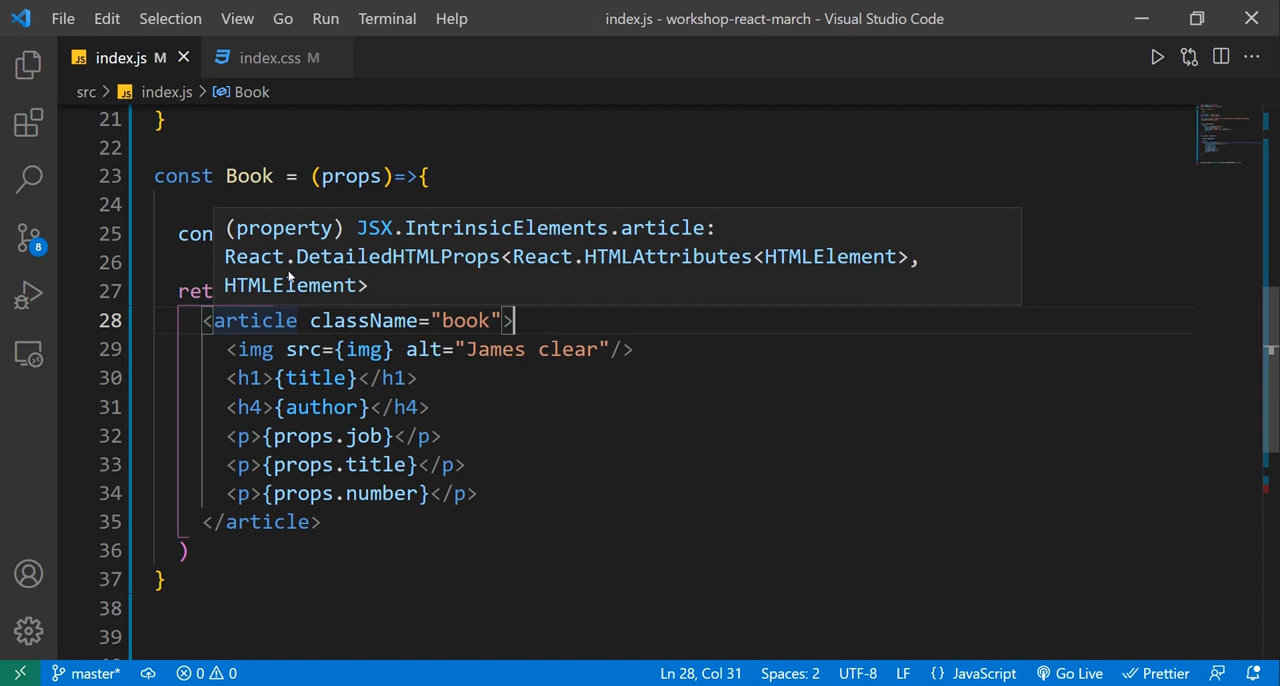 File Edit Selection View Go Run Terminal Help index.js - workshop-react-march - Visual Studio Code
JS index.js M index.css M
src > JS index.js > Book
21 }
22
23 const Book = (props)=>{
24
25 con
26
27 ret
(property) JSX.IntrinsicElements.article:
React.DetailedHTMLProps<React.HTMLAttributes<HTMLElement>,
HTMLElement>
28 <article className="book">
29 <img src={img} alt="James clear"/>
30 <h1>{title}</h1>
31 <h4>{author}</h4>
32 <p>{props.job}</p>
33 <p>{props.title}</p>
34 <p>{props.number}</p>
35 </article>
36 )
37 }
38
39
8
master* 0 0 Ln 28, Col 31 Spaces: 2 UTF-8 LF {} JavaScript Go Live Prettier